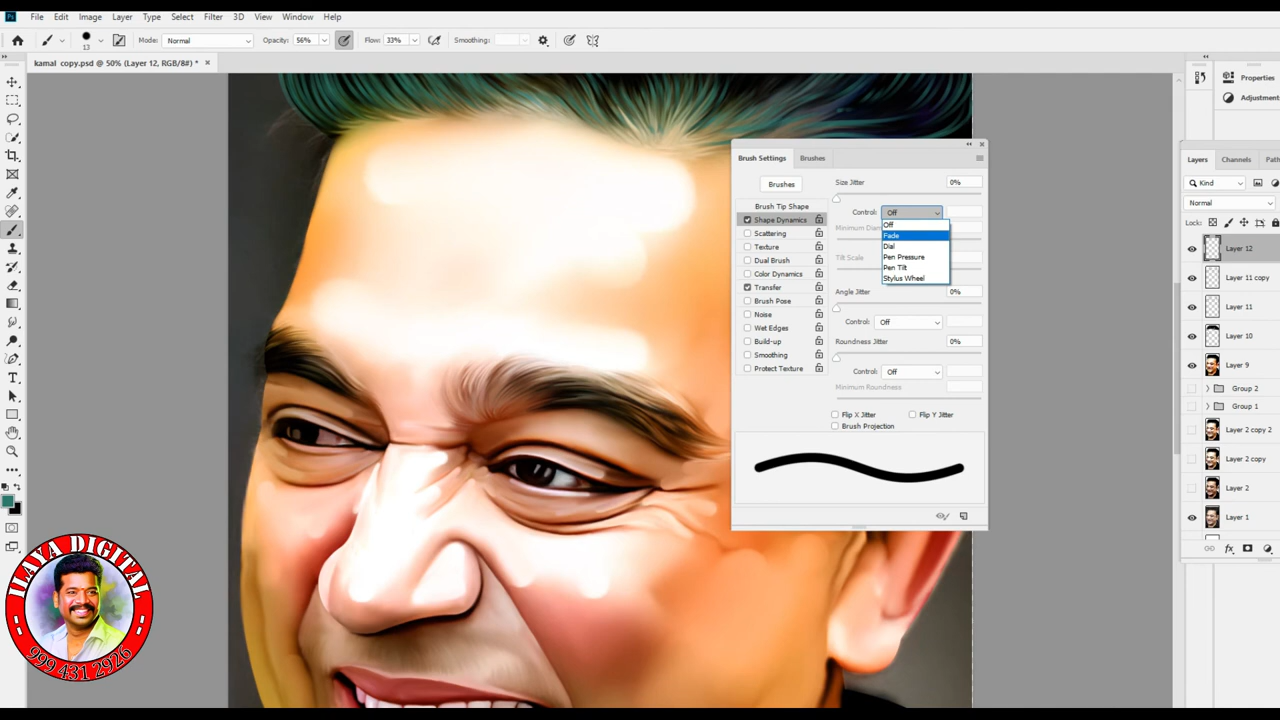 Ps File Edit Image Layer Type Select Filter 3D View Window Help
13 Mode: Normal Opacity: 56% Flow: 33% Smoothing:
kamal copy.psd @ 50% (Layer 12, RGB/8#) * ×
Properties
Adjustment
Brush Settings Brushes
Brushes
Brush Tip Shape
Shape Dynamics
Scattering
Texture
Dual Brush
Color Dynamics
Transfer
Brush Pose
Noise
Wet Edges
Build-up
Smoothing
Protect Texture
Size Jitter 0%
Control: Off
Off
Fade
Dial
Pen Pressure
Pen Tilt
Stylus Wheel
Minimum Diam
Tilt Scale
Angle Jitter 0%
Control: Off
Roundness Jitter 0%
Control: Off
Minimum Roundness
Flip X Jitter Flip Y Jitter
Brush Projection
Layers Channels Path
Kind
Normal
Lock:
Layer 12
Layer 11 copy
Layer 11
Layer 10
Layer 9
Group 2
Group 1
Layer 2 copy 2
Layer 2 copy
Layer 2
Layer 1
fx
ILAYA DIGITAL
999 431 2926